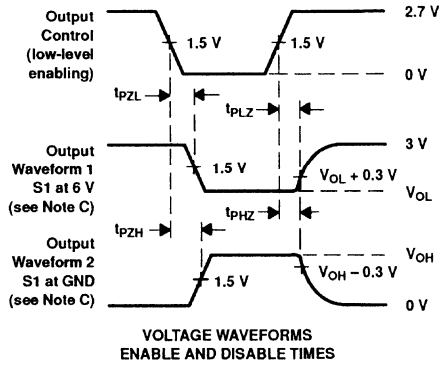 Output
Control
(low-level
enabling)
1.5 V
1.5 V
2.7 V
0 V
tPZL
tPLZ
Output
Waveform 1
S1 at 6 V
(see Note C)
1.5 V
3 V
VOL + 0.3 V
VOL
tPZH
tPHZ
Output
Waveform 2
S1 at GND
(see Note C)
1.5 V
VOH
VOH – 0.3 V
0 V
VOLTAGE WAVEFORMS
ENABLE AND DISABLE TIMES